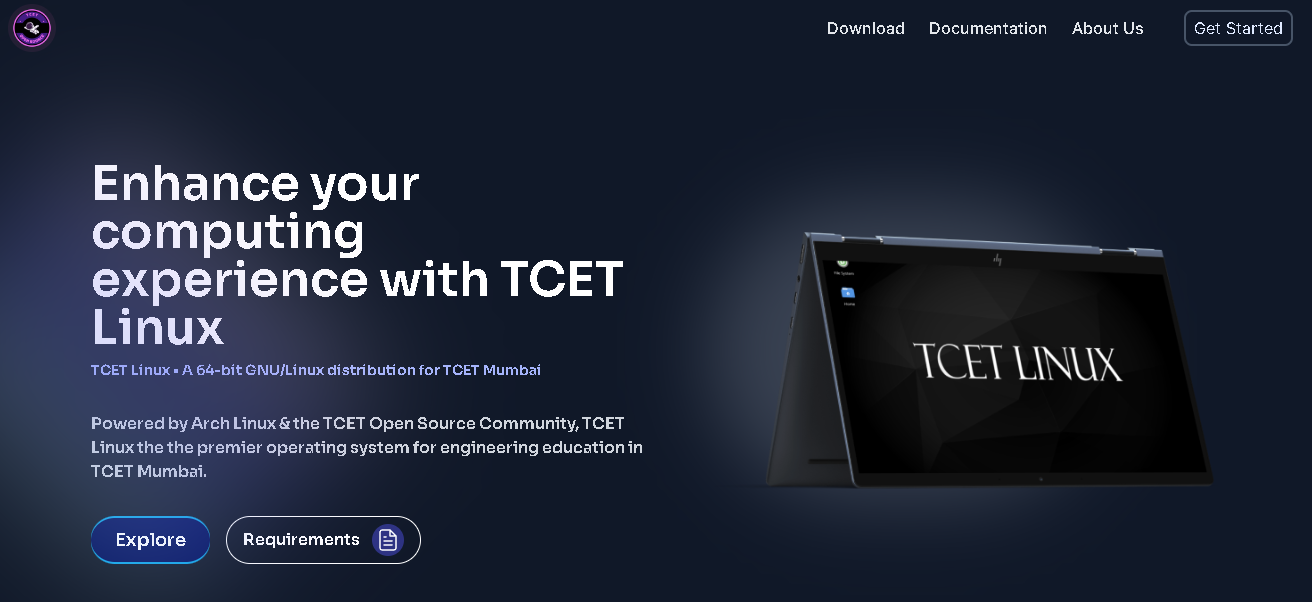 Download Documentation About Us Get Started
Enhance your
computing
experience with TCET
Linux
TCET Linux • A 64-bit GNU/Linux distribution for TCET Mumbai
Powered by Arch Linux & the TCET Open Source Community, TCET
Linux the the premier operating system for engineering education in
TCET Mumbai.
Explore Requirements
hp
File System
Home
TCET LINUX